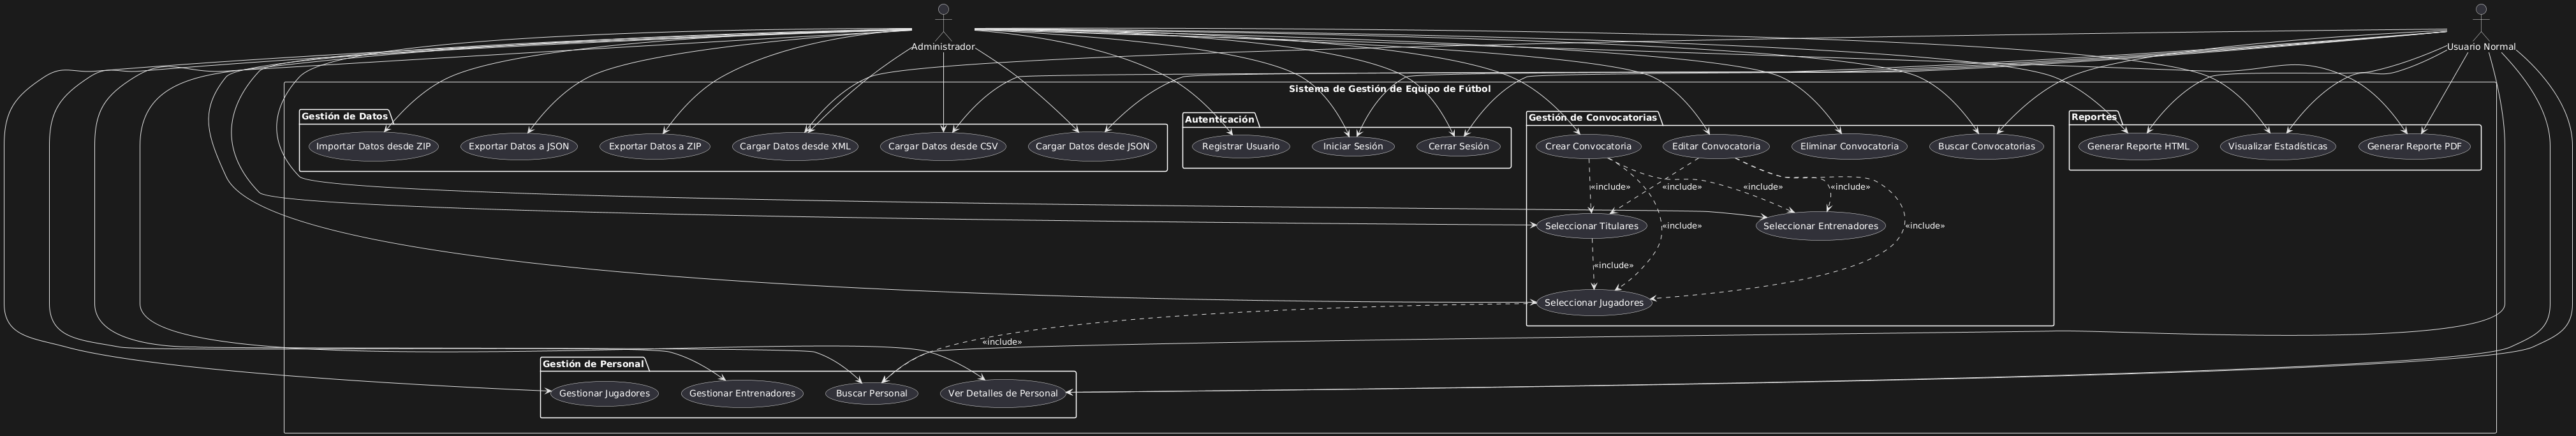 Administrador
Usuario Normal
Sistema de Gestión de Equipo de Fútbol
Gestión de Datos
Importar Datos desde ZIP
Exportar Datos a JSON
Exportar Datos a ZIP
Cargar Datos desde XML
Cargar Datos desde CSV
Cargar Datos desde JSON
Autenticación
Registrar Usuario
Iniciar Sesión
Cerrar Sesión
Gestión de Convocatorias
Crear Convocatoria
Editar Convocatoria
Eliminar Convocatoria
Buscar Convocatorias
«include»
«include»
«include»
«include»
Seleccionar Titulares
«include»
Seleccionar Entrenadores
«include»
«include»
Seleccionar Jugadores
Reportes
Generar Reporte HTML
Visualizar Estadísticas
Generar Reporte PDF
«include»
Gestión de Personal
Gestionar Jugadores
Gestionar Entrenadores
Buscar Personal
Ver Detalles de Personal